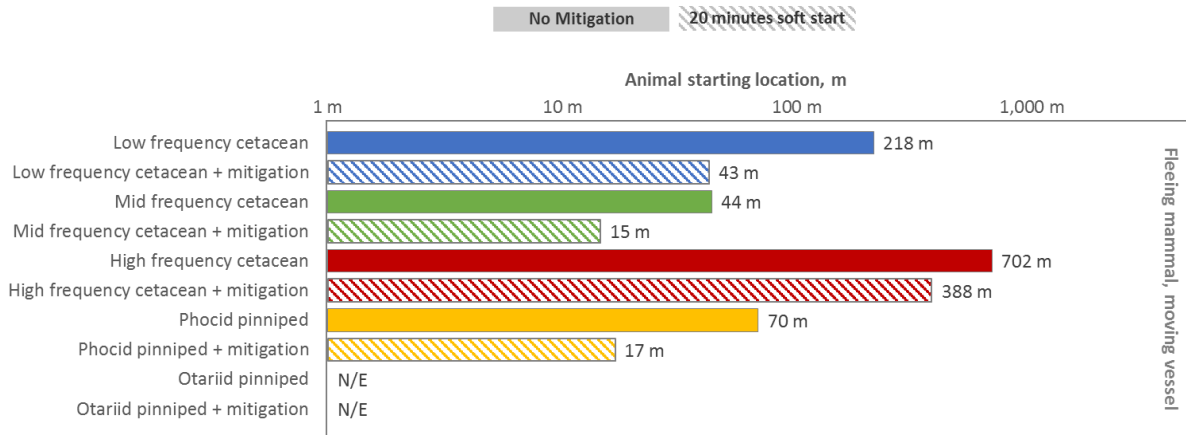 No Mitigation
20 minutes soft start
Animal starting location, m
1 m 10 m 100 m 1,000 m
Low frequency cetacean 218 m
Low frequency cetacean + mitigation 43 m
Mid frequency cetacean 44 m
Mid frequency cetacean + mitigation 15 m
High frequency cetacean 702 m
High frequency cetacean + mitigation 388 m
Phocid pinniped 70 m
Phocid pinniped + mitigation 17 m
Otariid pinniped N/E
Otariid pinniped + mitigation N/E
Fleeing mammal, moving vessel